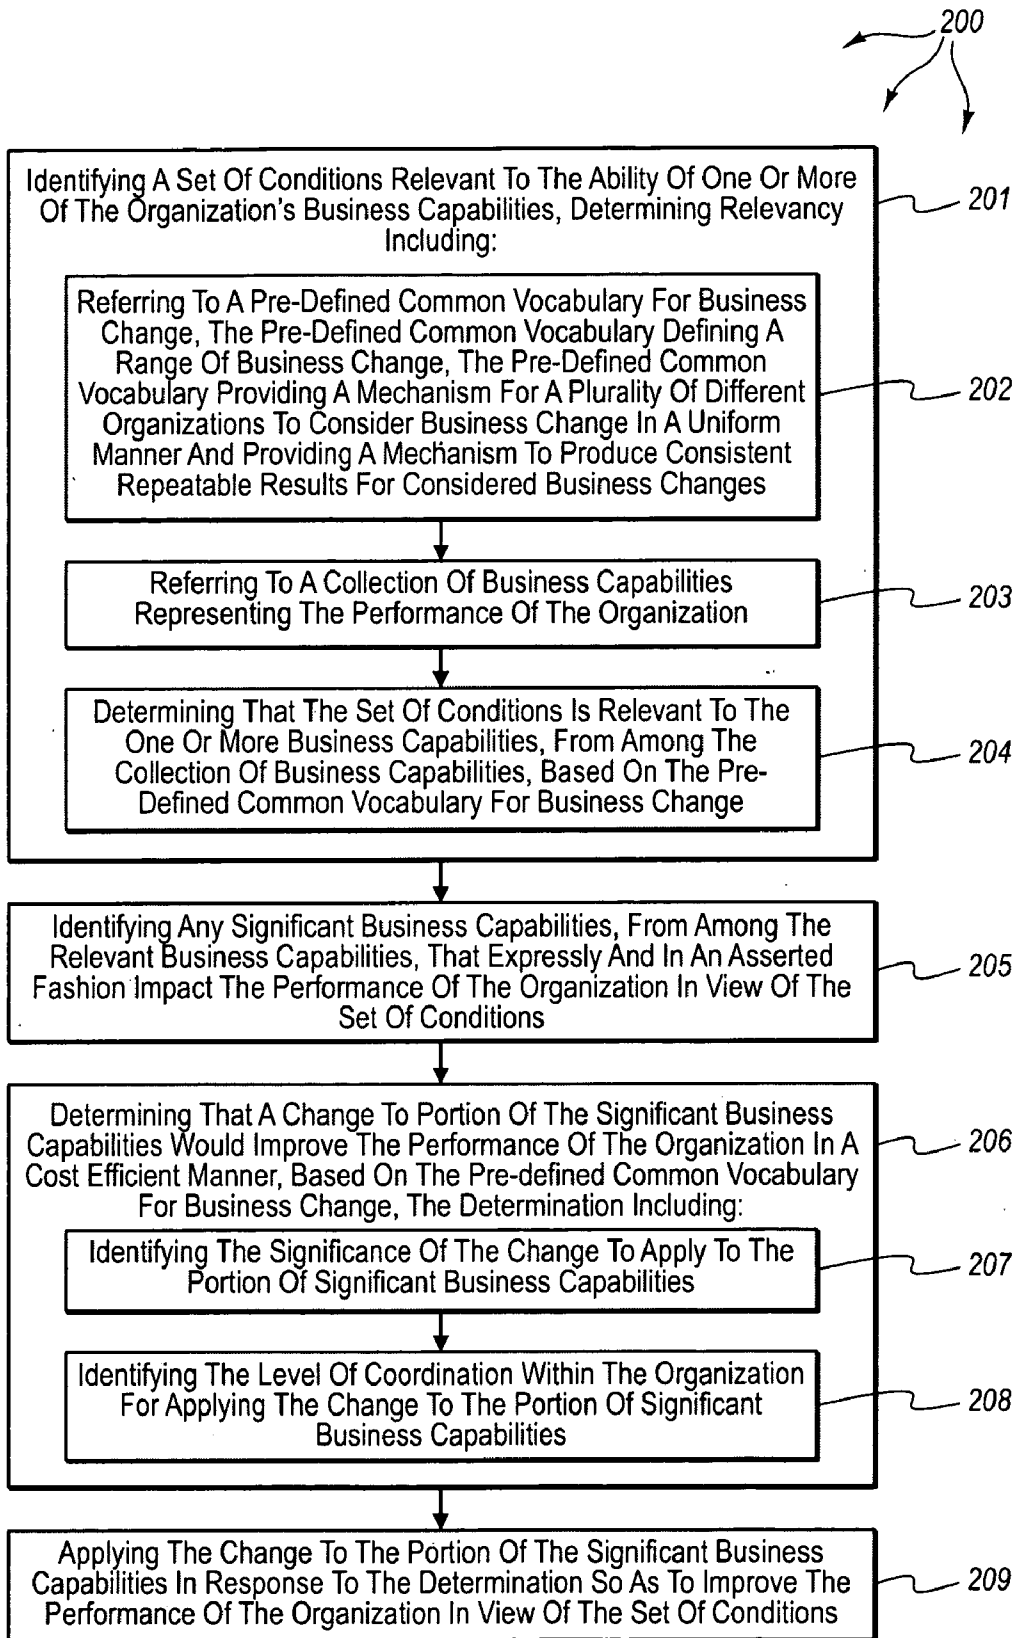 200
Identifying A Set Of Conditions Relevant To The Ability Of One Or More
Of The Organization's Business Capabilities, Determining Relevancy
Including:
201
Referring To A Pre-Defined Common Vocabulary For Business
Change, The Pre-Defined Common Vocabulary Defining A
Range Of Business Change, The Pre-Defined Common
Vocabulary Providing A Mechanism For A Plurality Of Different
Organizations To Consider Business Change In A Uniform
Manner And Providing A Mechanism To Produce Consistent
Repeatable Results For Considered Business Changes
202
Referring To A Collection Of Business Capabilities
Representing The Performance Of The Organization
203
Determining That The Set Of Conditions Is Relevant To The
One Or More Business Capabilities, From Among The
Collection Of Business Capabilities, Based On The Pre-
Defined Common Vocabulary For Business Change
204
Identifying Any Significant Business Capabilities, From Among The
Relevant Business Capabilities, That Expressly And In An Asserted
Fashion Impact The Performance Of The Organization In View Of The
Set Of Conditions
205
Determining That A Change To Portion Of The Significant Business
Capabilities Would Improve The Performance Of The Organization In A
Cost Efficient Manner, Based On The Pre-defined Common Vocabulary
For Business Change, The Determination Including:
206
Identifying The Significance Of The Change To Apply To The
Portion Of Significant Business Capabilities
207
Identifying The Level Of Coordination Within The Organization
For Applying The Change To The Portion Of Significant
Business Capabilities
208
Applying The Change To The Portion Of The Significant Business
Capabilities In Response To The Determination So As To Improve The
Performance Of The Organization In View Of The Set Of Conditions
209